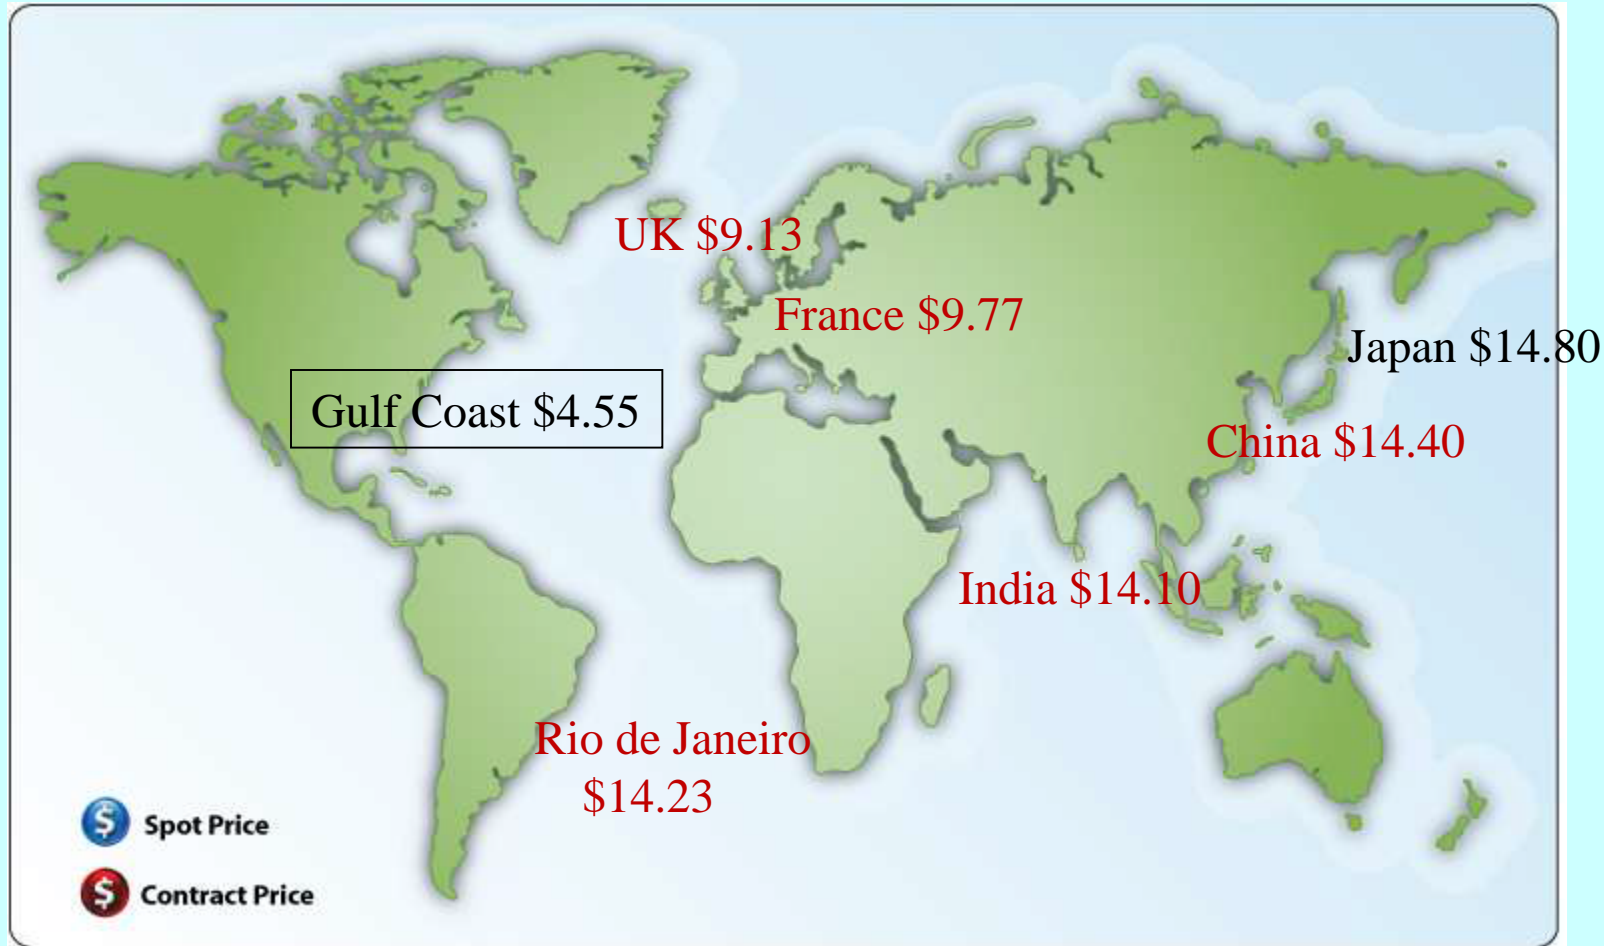 UK $9.13
France $9.77
Japan $14.80
Gulf Coast $4.55
China $14.40
India $14.10
Rio de Janeiro
$14.23
$ Spot Price
$ Contract Price